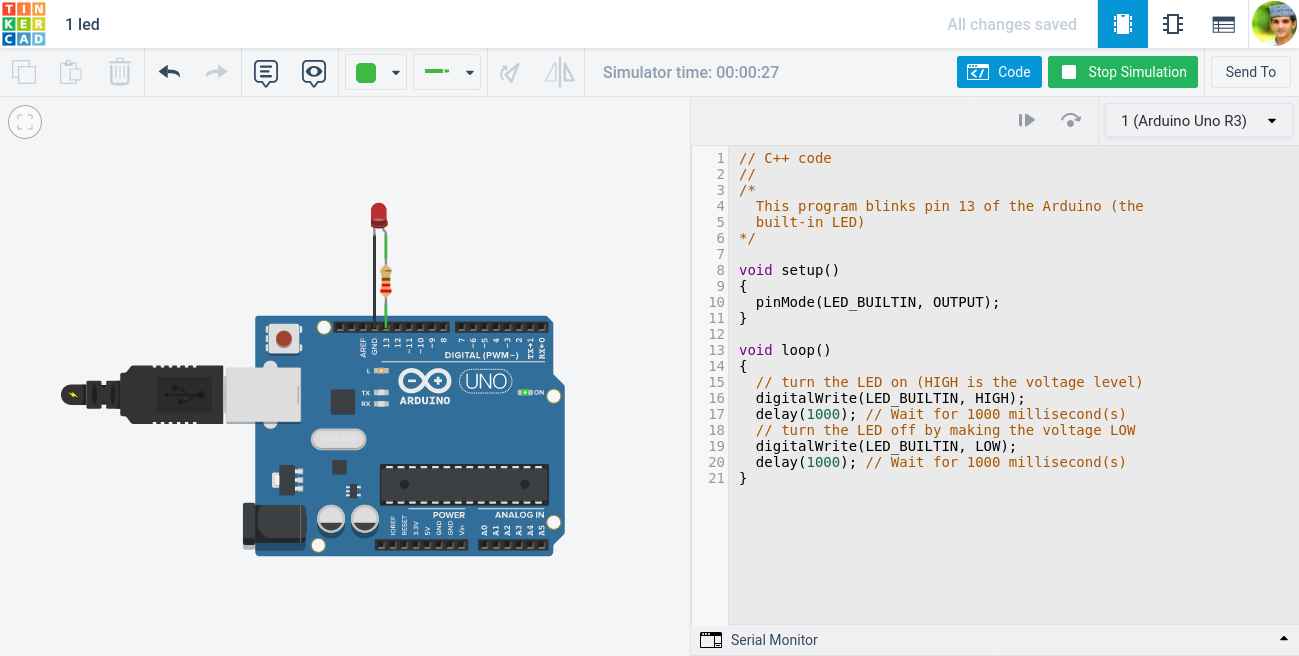 TIN
KER
CAD
1 led
All changes saved
Simulator time: 00:00:27
Code
Stop Simulation
Send To
1 (Arduino Uno R3)
1 // C++ code
2 //
3 /*
4 This program blinks pin 13 of the Arduino (the
5 built-in LED)
6 */
7
8 void setup()
9 {
10 pinMode(LED_BUILTIN, OUTPUT);
11 }
12
13 void loop()
14 {
15 // turn the LED on (HIGH is the voltage level)
16 digitalWrite(LED_BUILTIN, HIGH);
17 delay(1000); // Wait for 1000 millisecond(s)
18 // turn the LED off by making the voltage LOW
19 digitalWrite(LED_BUILTIN, LOW);
20 delay(1000); // Wait for 1000 millisecond(s)
21 }
AREF GND 13 12 ~11 ~10 ~9 8 7 ~6 ~5 4 ~3 2 TX→1 RX←0
DIGITAL (PWM~)
L
TX
RX
ARDUINO
UNO
ON
POWER
ANALOG IN
IOREF RESET 3.3V 5V GND GND Vin A0 A1 A2 A3 A4 A5
Serial Monitor